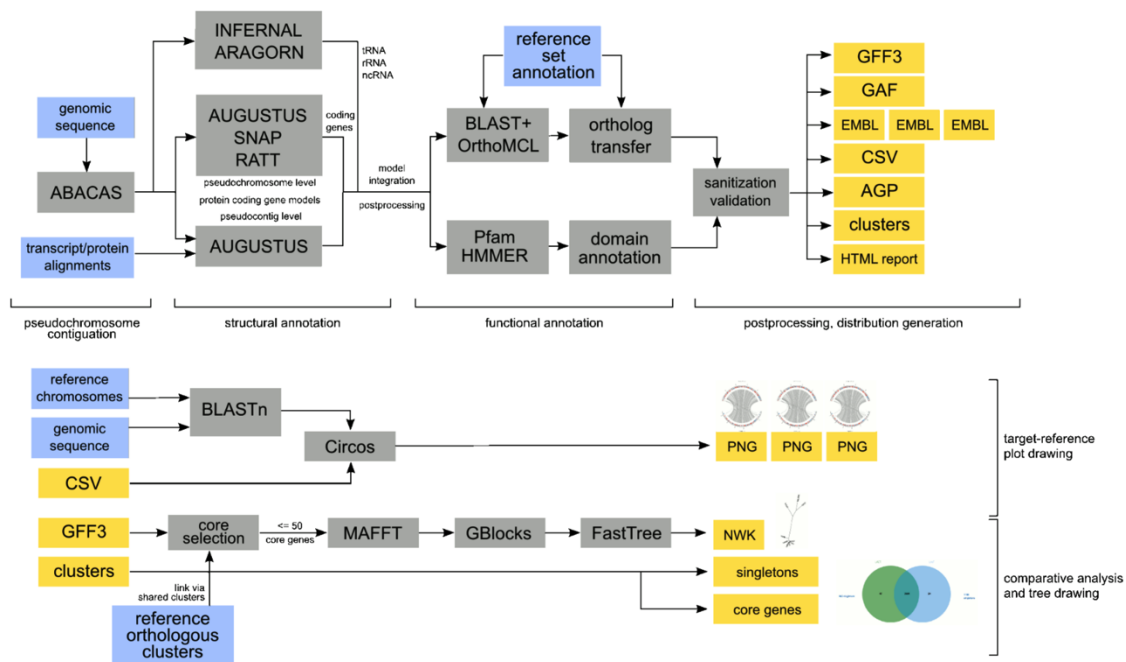 INFERNAL
ARAGORN
tRNA
rRNA
ncRNA
reference
set
annotation
GFF3
GAF
genomic
sequence
AUGUSTUS
SNAP
RATT
coding
genes
BLAST+
OrthoMCL
ortholog
transfer
EMBL EMBL EMBL
CSV
ABACAS
pseudochromosome level
protein coding gene models
pseudocontig level
model
integration
postprocessing
sanitization
validation
AGP
clusters
transcript/protein
alignments
AUGUSTUS
Pfam
HMMER
domain
annotation
HTML report
pseudochromosome
contiguation
structural annotation
functional annotation
postprocessing, distribution generation
reference
chromosomes
BLASTn
genomic
sequence
Circos
PNG PNG PNG
target-reference
plot drawing
CSV
GFF3
core
selection
<= 50
core genes
MAFFT
GBlocks
FastTree
NWK
clusters
singletons
link via
shared clusters
core genes
comparative analysis
and tree drawing
reference
orthologous
clusters